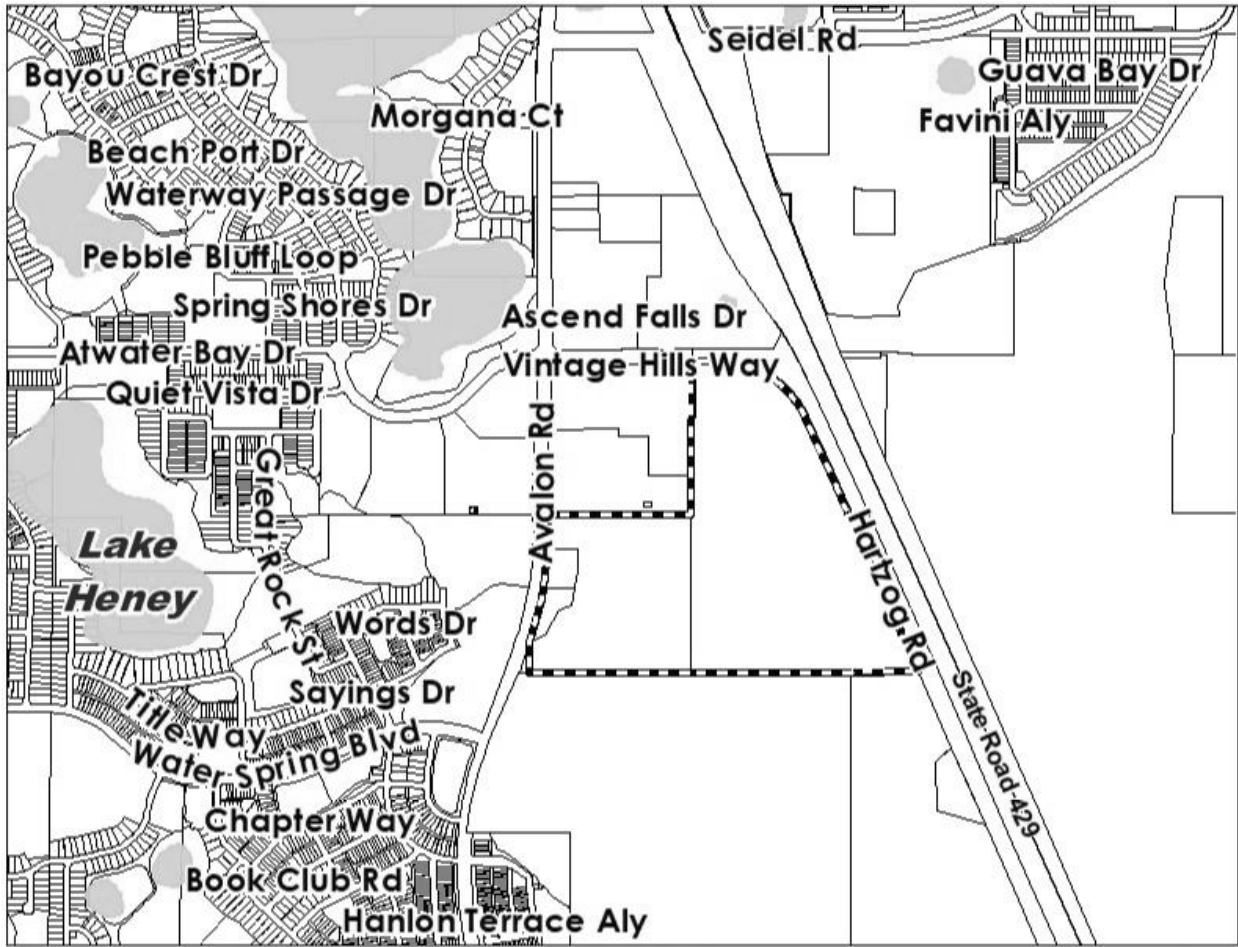 Seidel Rd
Bayou Crest Dr
Guava Bay Dr
Morgana Ct
Favini Aly
Beach Port Dr
Waterway Passage Dr
Pebble Bluff Loop
Spring Shores Dr
Ascend Falls Dr
Atwater Bay Dr
Vintage Hills Way
Quiet Vista Dr
Avalon Rd
Great Rock St
Hartzog Rd
Lake
Heney
Words Dr
Sayings Dr
State Road 429
Title Way
Water Spring Blvd
Chapter Way
Book Club Rd
Hanlon Terrace Aly